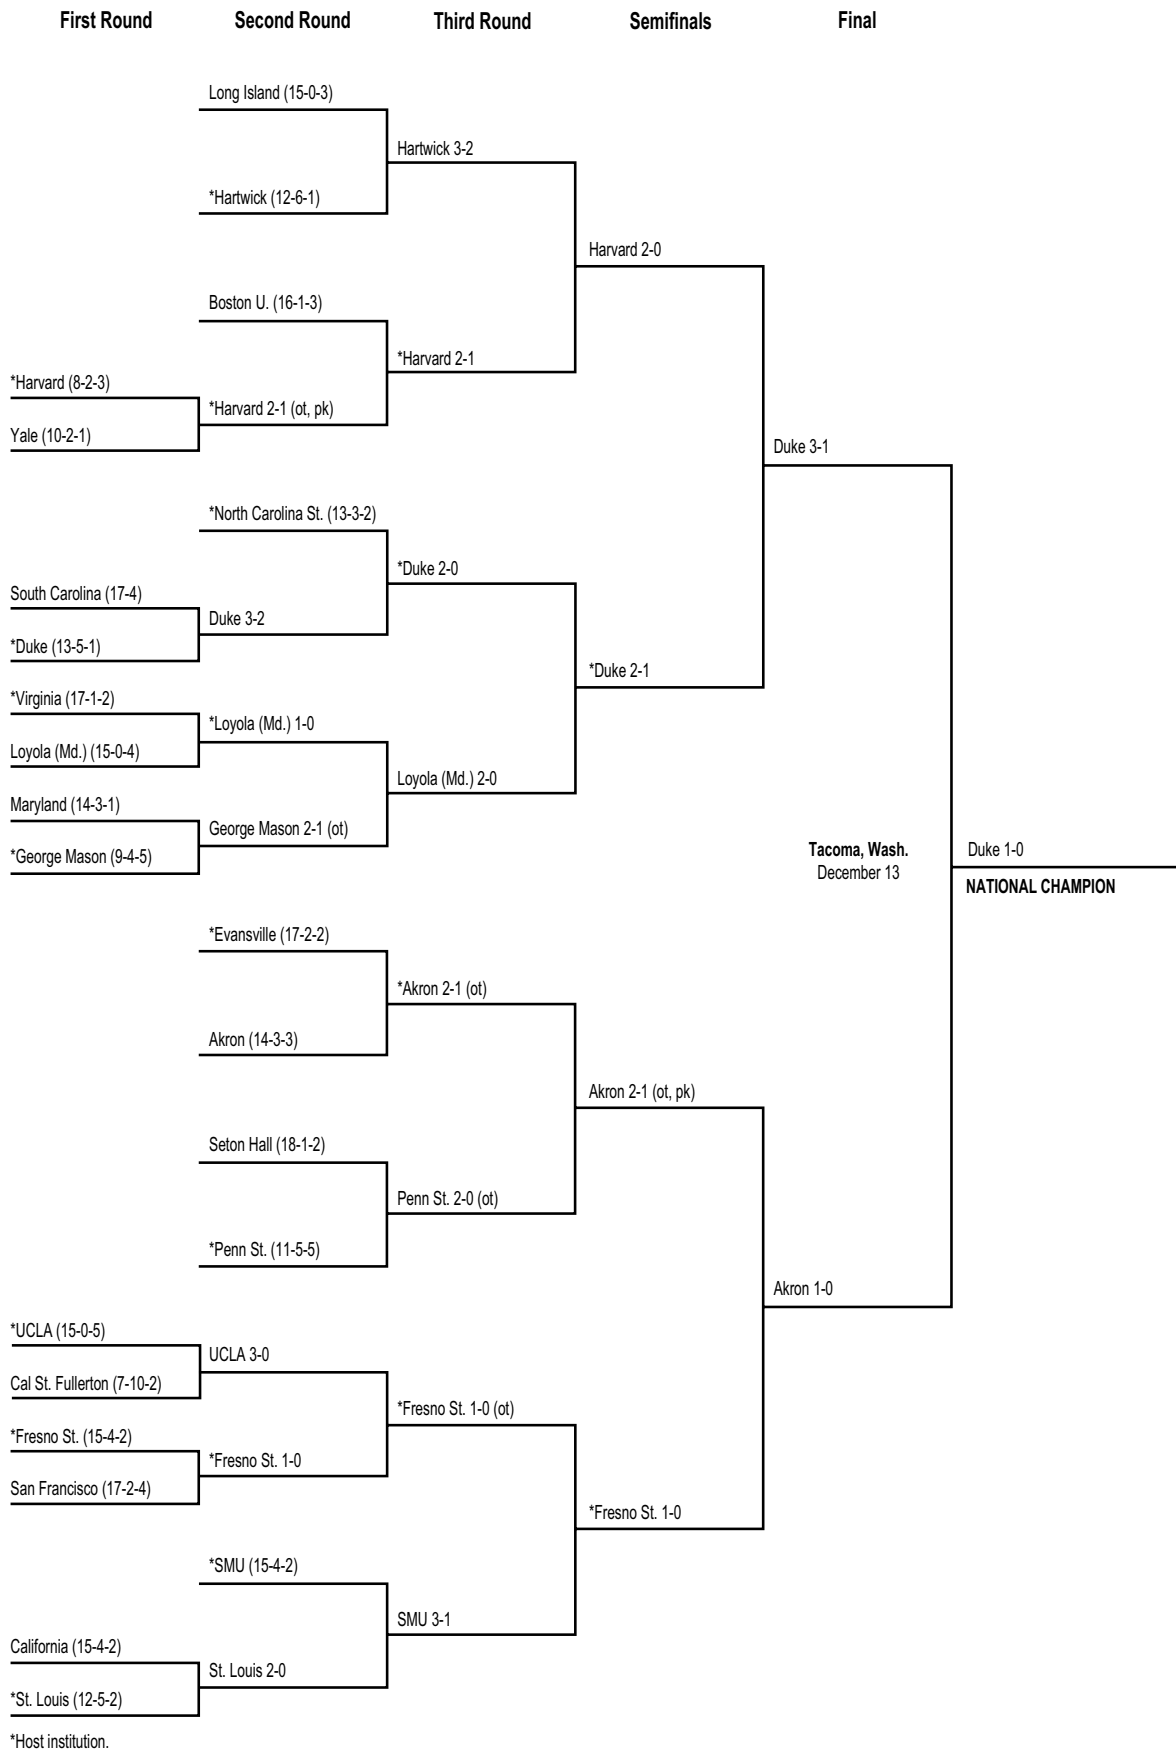 First Round Second Round Third Round Semifinals Final
Long Island (15-0-3)
Hartwick 3-2
*Hartwick (12-6-1)
Harvard 2-0
Boston U. (16-1-3)
*Harvard 2-1
*Harvard (8-2-3)
*Harvard 2-1 (ot, pk)
Yale (10-2-1)
Duke 3-1
*North Carolina St. (13-3-2)
*Duke 2-0
South Carolina (17-4)
Duke 3-2
*Duke (13-5-1)
*Duke 2-1
*Virginia (17-1-2)
*Loyola (Md.) 1-0
Loyola (Md.) (15-0-4)
Loyola (Md.) 2-0
Maryland (14-3-1)
George Mason 2-1 (ot)
*George Mason (9-4-5)
Tacoma, Wash.
December 13
Duke 1-0
NATIONAL CHAMPION
*Evansville (17-2-2)
*Akron 2-1 (ot)
Akron (14-3-3)
Akron 2-1 (ot, pk)
Seton Hall (18-1-2)
Penn St. 2-0 (ot)
*Penn St. (11-5-5)
Akron 1-0
*UCLA (15-0-5)
UCLA 3-0
Cal St. Fullerton (7-10-2)
*Fresno St. 1-0 (ot)
*Fresno St. (15-4-2)
*Fresno St. 1-0
San Francisco (17-2-4)
*Fresno St. 1-0
*SMU (15-4-2)
SMU 3-1
California (15-4-2)
St. Louis 2-0
*St. Louis (12-5-2)
*Host institution.